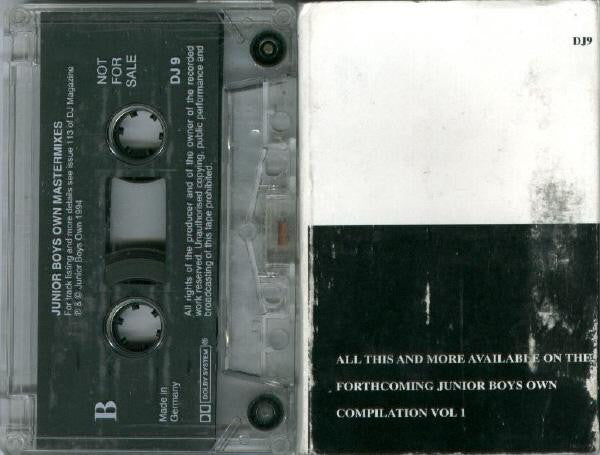 JUNIOR BOYS OWN MASTERMIXES
For track listing and more details see issue 113 of DJ Magazine
℗ & © Junior Boys Own 1994
NOT
FOR
SALE
DJ 9
All rights of the producer and of the owner of the recorded
work reserved. Unauthorised copying, public performance and
broadcasting of this tape prohibited.
B
Made in
Germany
DOLBY SYSTEM ®
DJ9
ALL THIS AND MORE AVAILABLE ON THE
FORTHCOMING JUNIOR BOYS OWN
COMPILATION VOL 1